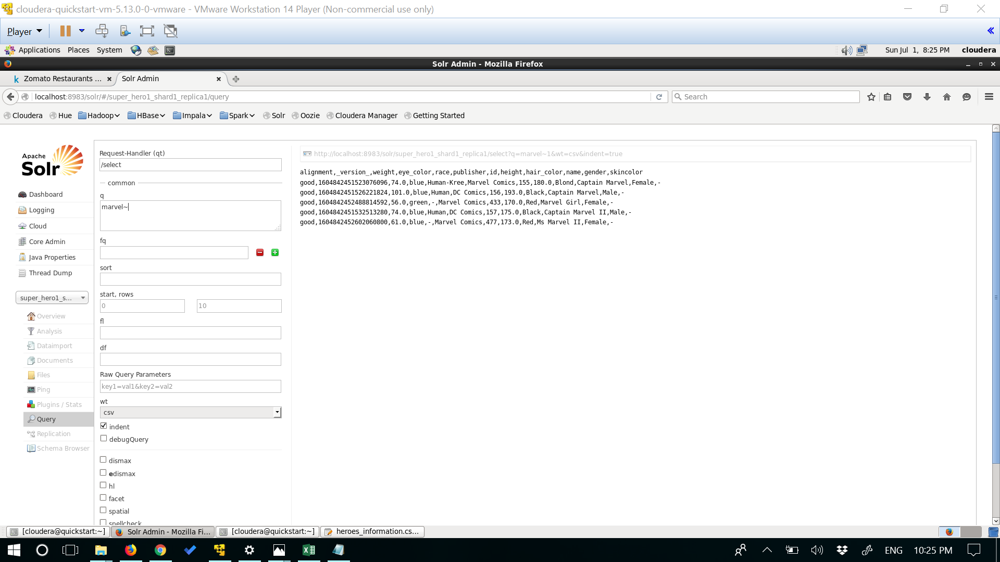 cloudera-quickstart-vm-5.13.0-0-vmware - VMware Workstation 14 Player (Non-commercial use only)
Player
Applications Places System
Sun Jul 1, 8:25 PM cloudera
Solr Admin - Mozilla Firefox
Zomato Restaurants ... Solr Admin
localhost:8983/solr/#/super_hero1_shard1_replica1/query
Search
Cloudera Hue Hadoop HBase Impala Spark Solr Oozie Cloudera Manager Getting Started
Apache
Solr
Dashboard
Logging
Cloud
Core Admin
Java Properties
Thread Dump
super_hero1_s...
Overview
Analysis
Dataimport
Documents
Files
Ping
Plugins / Stats
Query
Replication
Schema Browser
Request-Handler (qt)
/select
common
q
marvel~
fq
sort
start, rows
0 10
fl
df
Raw Query Parameters
key1=val1&key2=val2
wt
csv
indent
debugQuery
dismax
edismax
hl
facet
spatial
spellcheck
http://localhost:8983/solr/super_hero1_shard1_replica1/select?q=marvel~1&wt=csv&indent=true
alignment,_version_,weight,eye_color,race,publisher,id,height,hair_color,name,gender,skincolor
good,1604842451523076096,74.0,blue,Human-Kree,Marvel Comics,155,180.0,Blond,Captain Marvel,Female,-
good,1604842451526221824,101.0,blue,Human,DC Comics,156,193.0,Black,Captain Marvel,Male,-
good,1604842452488814592,56.0,green,-,Marvel Comics,433,170.0,Red,Marvel Girl,Female,-
good,1604842451532513280,74.0,blue,Human,DC Comics,157,175.0,Black,Captain Marvel II,Male,-
good,1604842452602060800,61.0,blue,-,Marvel Comics,477,173.0,Red,Ms Marvel II,Female,-
[cloudera@quickstart:~] Solr Admin - Mozilla Fi... [cloudera@quickstart:~] heroes_information.cs...
ENG 10:25 PM